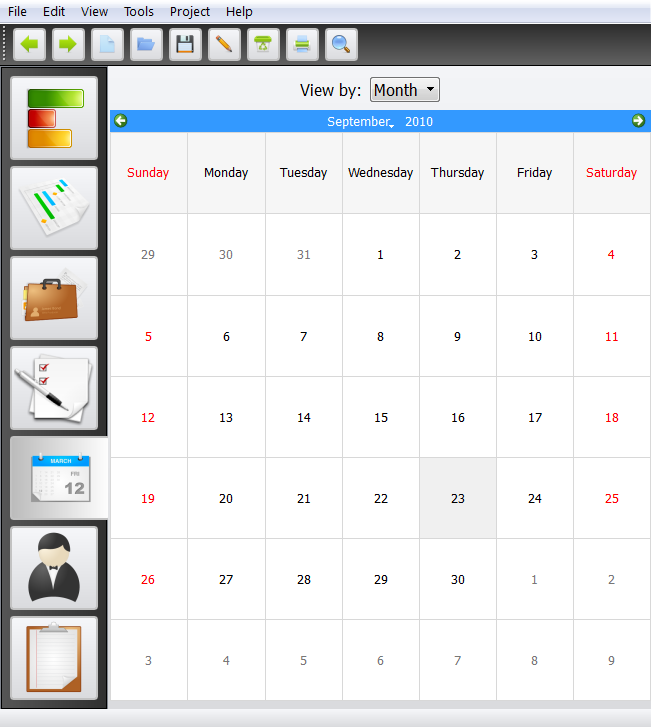 File Edit View Tools Project Help
View by: Month
September 2010
Sunday Monday Tuesday Wednesday Thursday Friday Saturday
29 30 31 1 2 3 4
5 6 7 8 9 10 11
12 13 14 15 16 17 18
19 20 21 22 23 24 25
26 27 28 29 30 1 2
3 4 5 6 7 8 9
MARCH
FRI
12